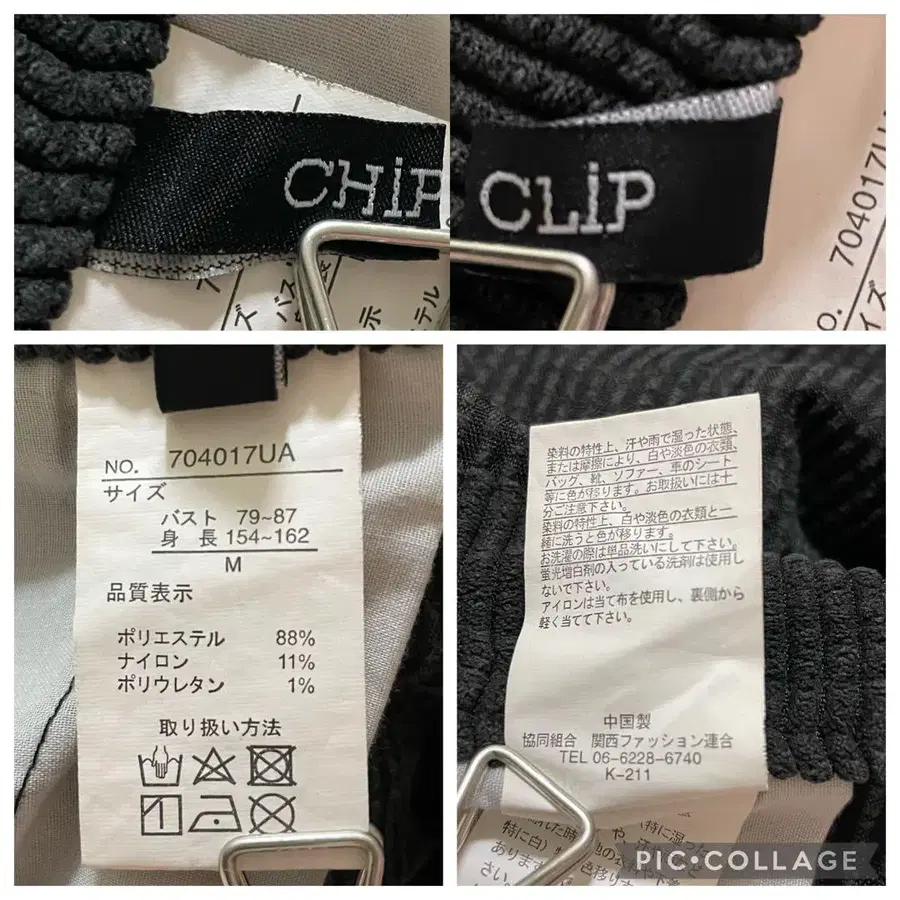 CHiP
CLiP
NO. 704017UA
サイズ
バスト 79~87
身 長 154~162
M
品質表示
ポリエステル 88%
ナイロン 11%
ポリウレタン 1%
取り扱い方法
染料の特性上、汗や雨で湿った状態、
または摩擦により、白や淡色の衣類、
バッグ、靴、ソファー、車のシート
等に色が移ります。お取扱いには十
分ご注意下さい。
染料の特性上、白や淡色の衣類と一
緒に洗うと色が移ります。
お洗濯の際は単品洗いにして下さい。
蛍光増白剤の入っている洗剤は使用し
ないで下さい。
アイロンは当て布を使用し、裏側から
軽く当てて下さい。
中国製
協同組合 関西ファッション連合
TEL 06-6228-6740
K-211
PIC•COLLAGE